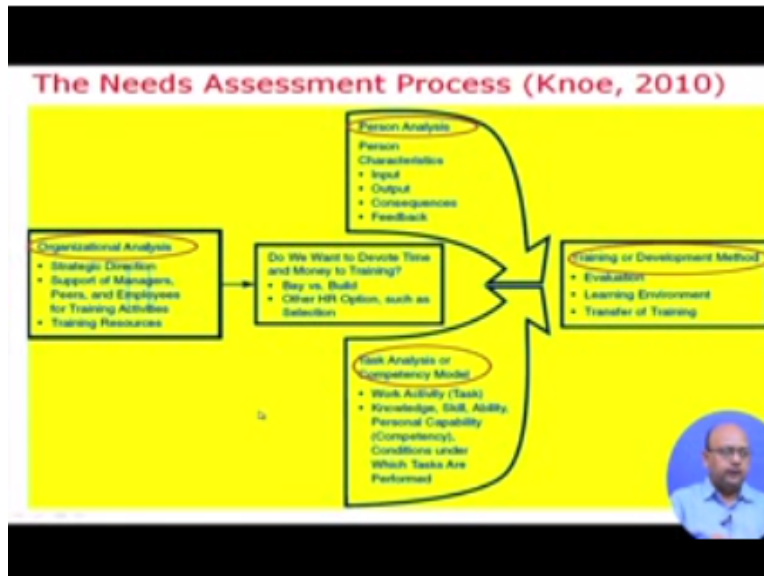 The Needs Assessment Process (Knoe, 2010)
Person Analysis
Person
Characteristics
• Input
• Output
• Consequences
• Feedback
Organizational Analysis
• Strategic Direction
• Support of Managers,
Peers, and Employees
for Training Activities
• Training Resources
Do We Want to Devote Time
and Money to Training?
• Buy vs. Build
• Other HR Option, such as
Selection
Task Analysis or
Competency Model
• Work Activity (Task)
• Knowledge, Skill, Ability,
Personal Capability
(Competency),
Conditions under
Which Tasks Are
Performed
Training or Development Method
• Evaluation
• Learning Environment
• Transfer of Training